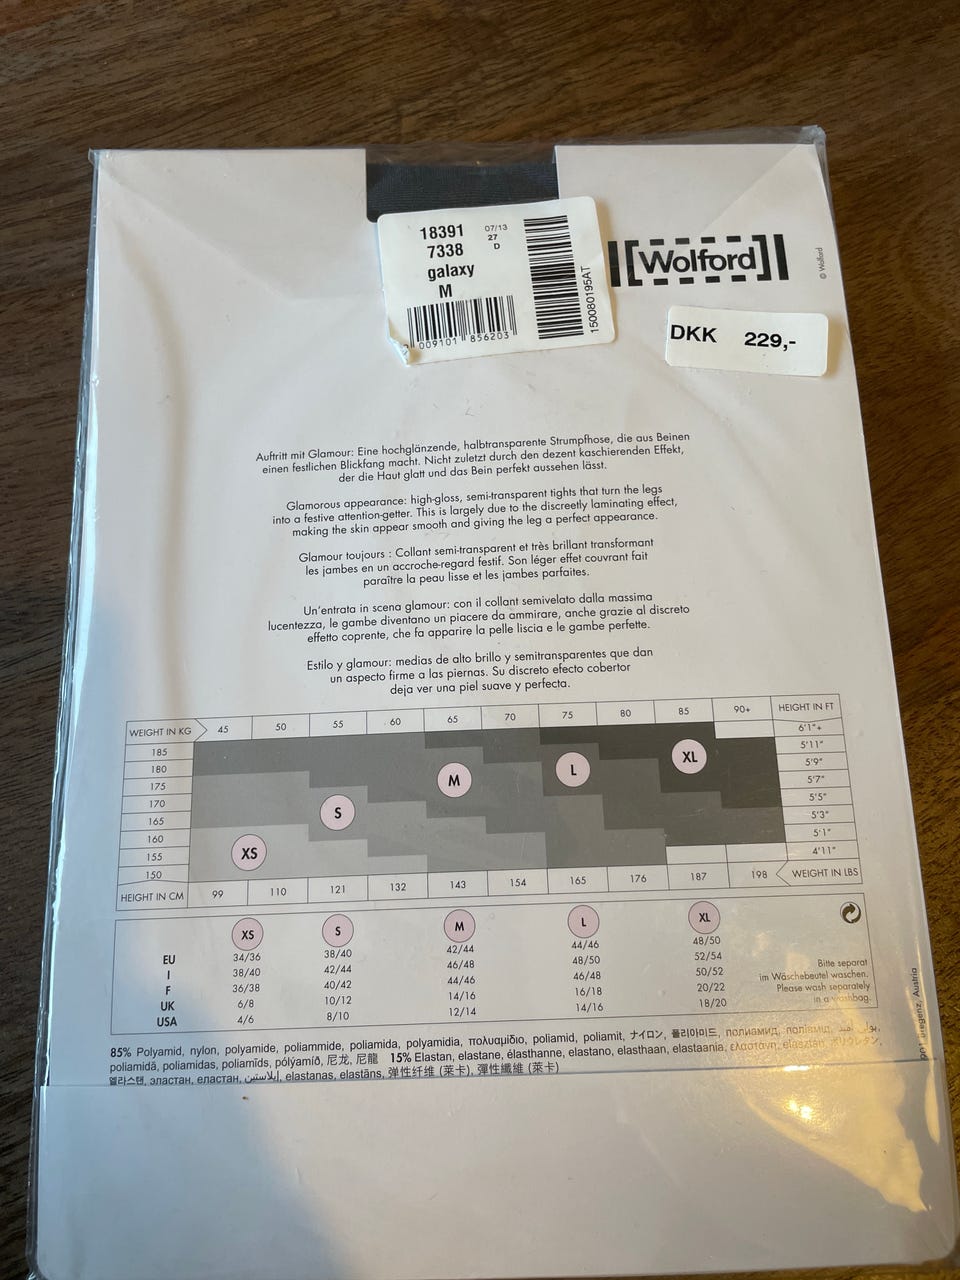 18391
07/13
27
D
7338
galaxy
M
009101 856203
150080195AT
Wolford
© Wolford
DKK 229,-
Auftritt mit Glamour: Eine hochglänzende, halbtransparente Strumpfhose, die aus Beinen
einen festlichen Blickfang macht. Nicht zuletzt durch den dezent kaschierenden Effekt,
der die Haut glatt und das Bein perfekt aussehen lässt.
Glamorous appearance: high-gloss, semi-transparent tights that turn the legs
into a festive attention-getter. This is largely due to the discreetly laminating effect,
making the skin appear smooth and giving the leg a perfect appearance.
Glamour toujours : Collant semi-transparent et très brillant transformant
les jambes en un accroche-regard festif. Son léger effet couvrant fait
paraître la peau lisse et les jambes parfaites.
Un'entrata in scena glamour: con il collant semivelato dalla massima
lucentezza, le gambe diventano un piacere da ammirare, anche grazie al discreto
effetto coprente, che fa apparire la pelle liscia e le gambe perfette.
Estilo y glamour: medias de alto brillo y semitransparentes que dan
un aspecto firme a las piernas. Su discreto efecto cobertor
deja ver una piel suave y perfecta.
WEIGHT IN KG 45 50 55 60 65 70 75 80 85 90+ HEIGHT IN FT
185 6'1"+
180 5'11"
175 5'9"
170 5'7"
165 5'5"
160 5'3"
155 5'1"
150 4'11"
XS S M L XL
HEIGHT IN CM 99 110 121 132 143 154 165 176 187 198 WEIGHT IN LBS
XS S M L XL
EU 34/36 38/40 42/44 44/46 48/50
I 38/40 42/44 46/48 48/50 52/54
F 36/38 40/42 44/46 46/48 50/52
UK 6/8 10/12 14/16 16/18 20/22
USA 4/6 8/10 12/14 14/16 18/20
Bitte separat
im Wäschebeutel waschen.
Please wash separately
in a washbag.
Bregenz, Austria
85% Polyamid, nylon, polyamide, poliammide, poliamida, polyamidia, πολυαμίδιο, poliamid, poliamit, ナイロン, 폴리아미드, полиамид, поліамід,
poliamidă, poliamidas, poliamīds, pólýamíð, 尼龙, 尼龍 15% Elastan, elastane, élasthanne, elastano, elasthaan, elastaania, ελαστάνη, elasztán, ポリウレタン,
엘라스텐, эластан, еластан, إيلاستين, elastanas, elastāns, 弹性纤维 (莱卡), 彈性纖維 (萊卡)